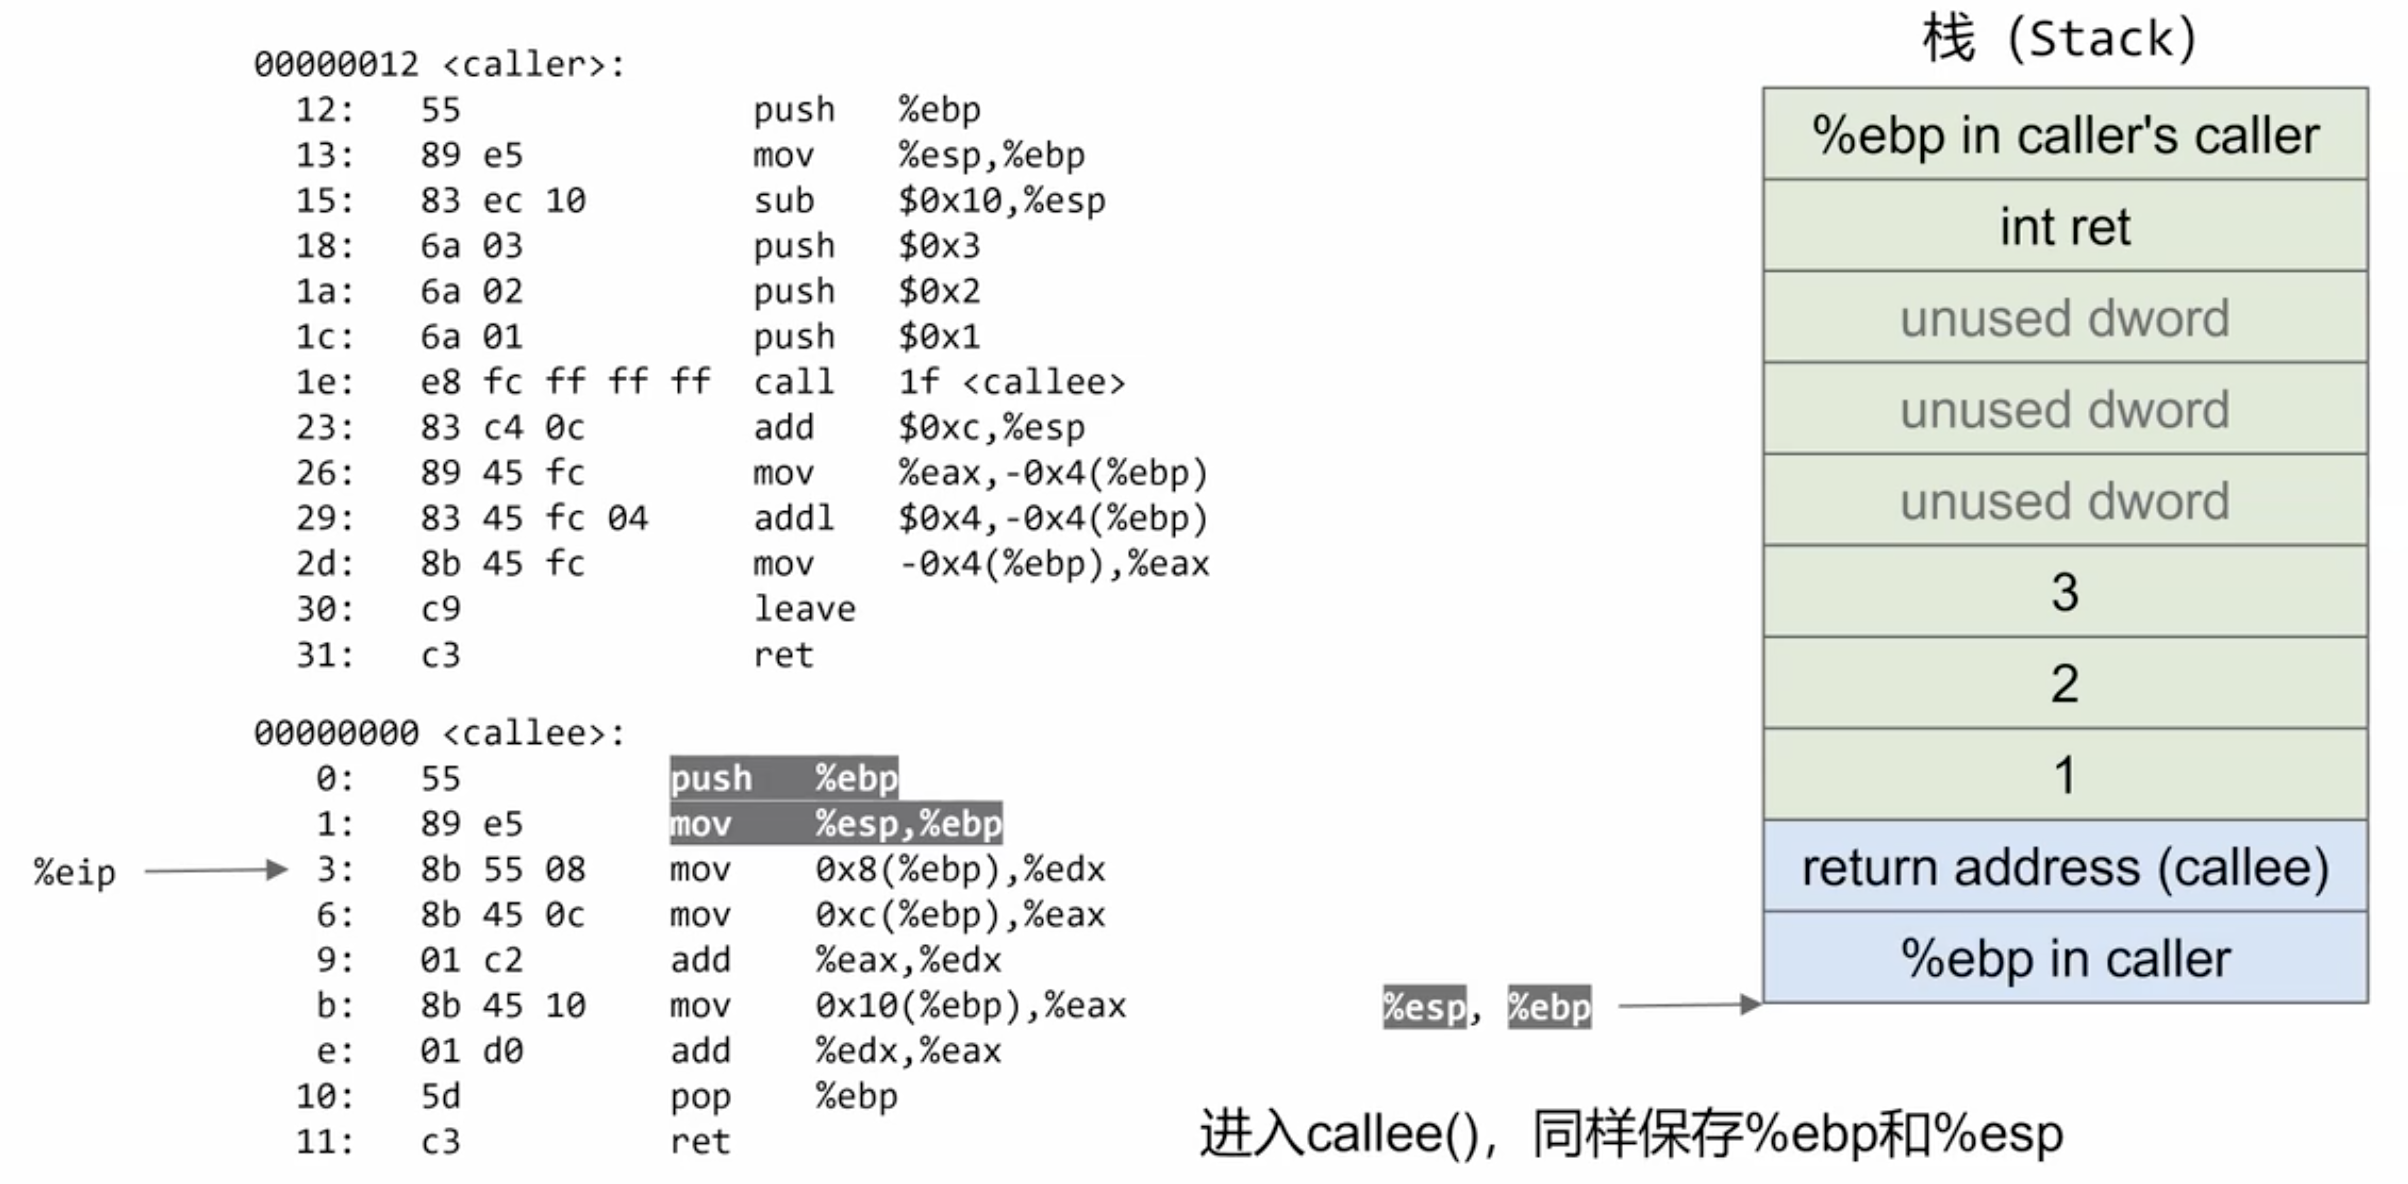 00000012 <caller>:
12: 55 push %ebp
13: 89 e5 mov %esp,%ebp
15: 83 ec 10 sub $0x10,%esp
18: 6a 03 push $0x3
1a: 6a 02 push $0x2
1c: 6a 01 push $0x1
1e: e8 fc ff ff ff call 1f <callee>
23: 83 c4 0c add $0xc,%esp
26: 89 45 fc mov %eax,-0x4(%ebp)
29: 83 45 fc 04 addl $0x4,-0x4(%ebp)
2d: 8b 45 fc mov -0x4(%ebp),%eax
30: c9 leave
31: c3 ret
00000000 <callee>:
0: 55 push %ebp
1: 89 e5 mov %esp,%ebp
%eip
3: 8b 55 08 mov 0x8(%ebp),%edx
6: 8b 45 0c mov 0xc(%ebp),%eax
9: 01 c2 add %eax,%edx
b: 8b 45 10 mov 0x10(%ebp),%eax
e: 01 d0 add %edx,%eax
10: 5d pop %ebp
11: c3 ret
栈（Stack）
%ebp in caller's caller
int ret
unused dword
unused dword
unused dword
3
2
1
return address (callee)
%ebp in caller
%esp, %ebp
进入callee()，同样保存%ebp和%esp